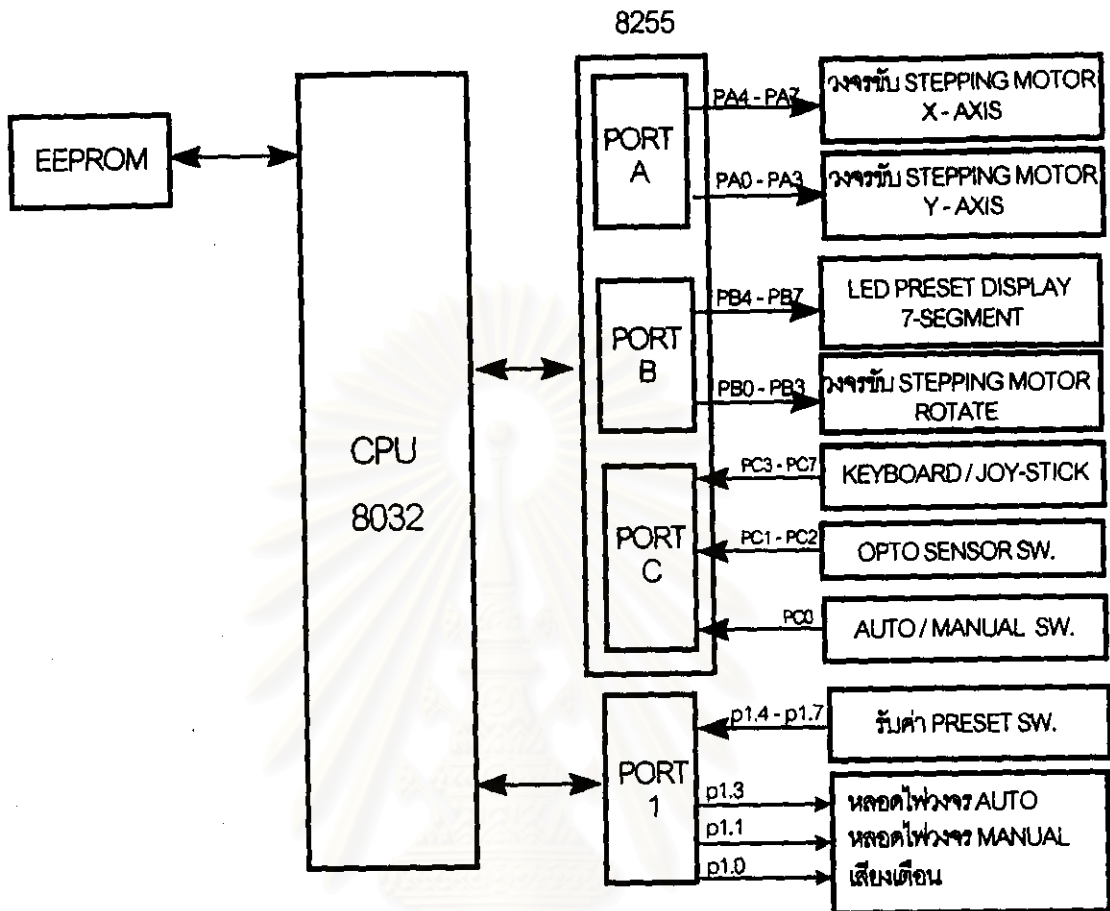 8255
EEPROM
CPU
8032
PORT
A
PORT
B
PORT
C
PORT
1
PA4 - PA7
วงจรขับ STEPPING MOTOR
X - AXIS
PA0 - PA3
วงจรขับ STEPPING MOTOR
Y - AXIS
PB4 - PB7
LED PRESET DISPLAY
7-SEGMENT
PB0 - PB3
วงจรขับ STEPPING MOTOR
ROTATE
PC3 - PC7
KEYBOARD / JOY-STICK
PC1 - PC2
OPTO SENSOR SW.
PC0
AUTO / MANUAL SW.
p1.4 - p1.7
รับค่า PRESET SW.
p1.3
หลอดไฟวงจร AUTO
p1.1
หลอดไฟวงจร MANUAL
p1.0
เสียงเตือน